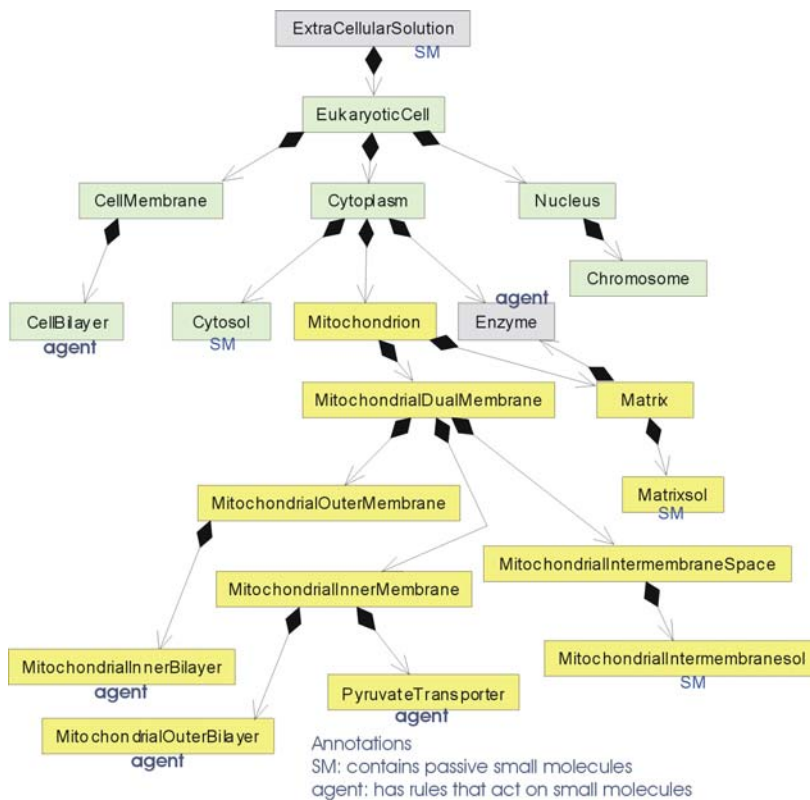 ExtraCellularSolution
SM
EukaryoticCell
CellMembrane
Cytoplasm
Nucleus
Chromosome
CellBilayer
agent
Cytosol
SM
Mitochondrion
agent
Enzyme
MitochondrialDualMembrane
Matrix
Matrixsol
SM
MitochondrialOuterMembrane
MitochondrialIntermembraneSpace
MitochondrialInnerMembrane
MitochondrialInnerBilayer
agent
MitochondrialIntermembranesol
SM
PyruvateTransporter
agent
MitochondrialOuterBilayer
agent
Annotations
SM: contains passive small molecules
agent: has rules that act on small molecules